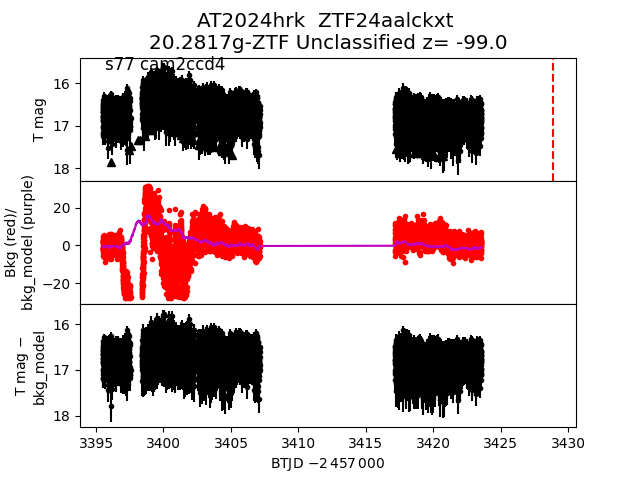 AT2024hrk  ZTF24aalckxt
20.2817g-ZTF Unclassified z= -99.0
s77 cam2ccd4
T mag
16
17
18
Bkg (red)/
bkg_model (purple)
20
0
−20
T mag −
bkg_model
16
17
18
3395
3400
3405
3410
3415
3420
3425
3430
BTJD −2 457 000